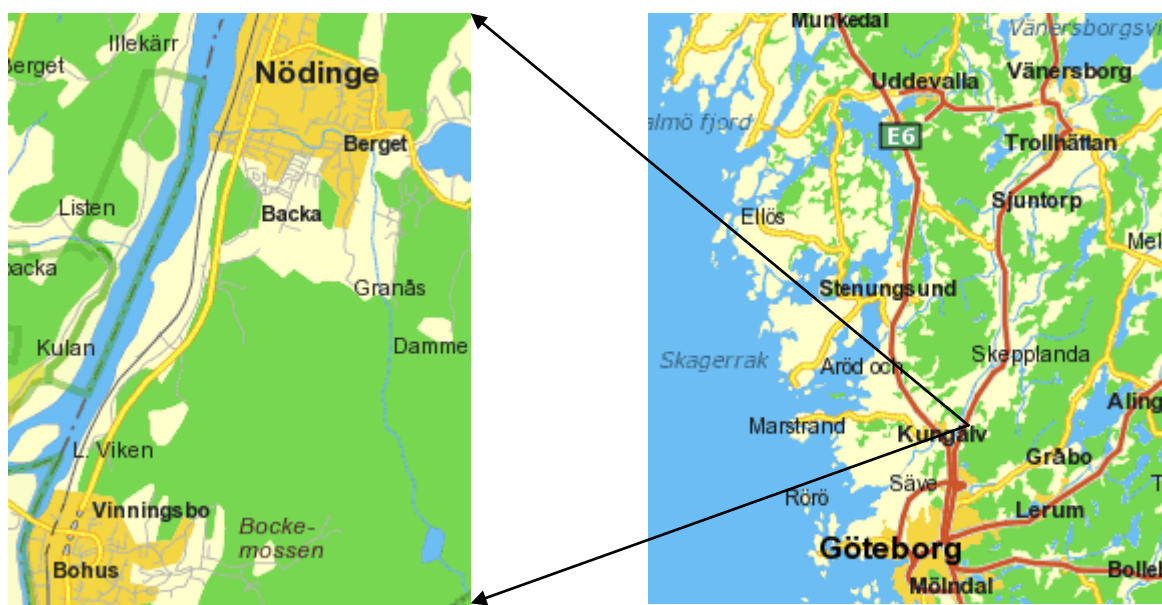 Illekärr
Berget
Nödinge
Berget
Listen
Backa
backa
Granås
Kulan
Damme
L. Viken
Vinningsbo
Bocke-
mossen
Bohus
Munkedal
Vänersborgsvi
Uddevalla
Vänersborg
almö fjord
E6
Trollhättan
Sjuntorp
Ellös
Mel
Stenungsund
Skagerrak
Aröd och
Skepplanda
Aling
Marstrand
Kungälv
Gråbo
Säve
Rörö
T
Lerum
Göteborg
Bolle
Mölndal